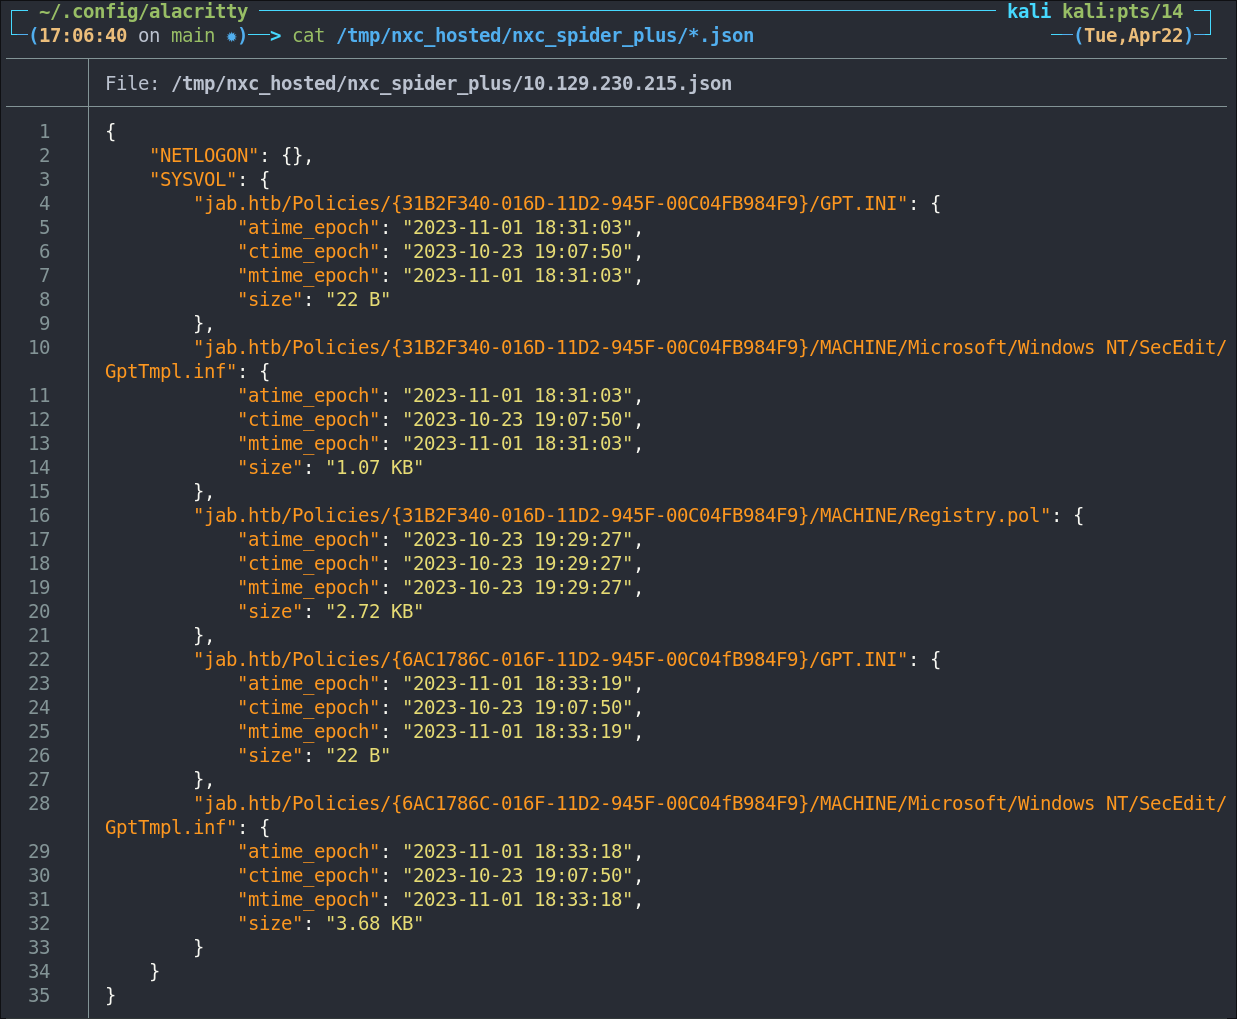 ~/.config/alacritty kali kali:pts/14
(17:06:40 on main ✹)──> cat /tmp/nxc_hosted/nxc_spider_plus/*.json (Tue,Apr22)
File: /tmp/nxc_hosted/nxc_spider_plus/10.129.230.215.json
1 {
2 "NETLOGON": {},
3 "SYSVOL": {
4 "jab.htb/Policies/{31B2F340-016D-11D2-945F-00C04FB984F9}/GPT.INI": {
5 "atime_epoch": "2023-11-01 18:31:03",
6 "ctime_epoch": "2023-10-23 19:07:50",
7 "mtime_epoch": "2023-11-01 18:31:03",
8 "size": "22 B"
9 },
10 "jab.htb/Policies/{31B2F340-016D-11D2-945F-00C04FB984F9}/MACHINE/Microsoft/Windows NT/SecEdit/
GptTmpl.inf": {
11 "atime_epoch": "2023-11-01 18:31:03",
12 "ctime_epoch": "2023-10-23 19:07:50",
13 "mtime_epoch": "2023-11-01 18:31:03",
14 "size": "1.07 KB"
15 },
16 "jab.htb/Policies/{31B2F340-016D-11D2-945F-00C04FB984F9}/MACHINE/Registry.pol": {
17 "atime_epoch": "2023-10-23 19:29:27",
18 "ctime_epoch": "2023-10-23 19:29:27",
19 "mtime_epoch": "2023-10-23 19:29:27",
20 "size": "2.72 KB"
21 },
22 "jab.htb/Policies/{6AC1786C-016F-11D2-945F-00C04fB984F9}/GPT.INI": {
23 "atime_epoch": "2023-11-01 18:33:19",
24 "ctime_epoch": "2023-10-23 19:07:50",
25 "mtime_epoch": "2023-11-01 18:33:19",
26 "size": "22 B"
27 },
28 "jab.htb/Policies/{6AC1786C-016F-11D2-945F-00C04fB984F9}/MACHINE/Microsoft/Windows NT/SecEdit/
GptTmpl.inf": {
29 "atime_epoch": "2023-11-01 18:33:18",
30 "ctime_epoch": "2023-10-23 19:07:50",
31 "mtime_epoch": "2023-11-01 18:33:18",
32 "size": "3.68 KB"
33 }
34 }
35 }